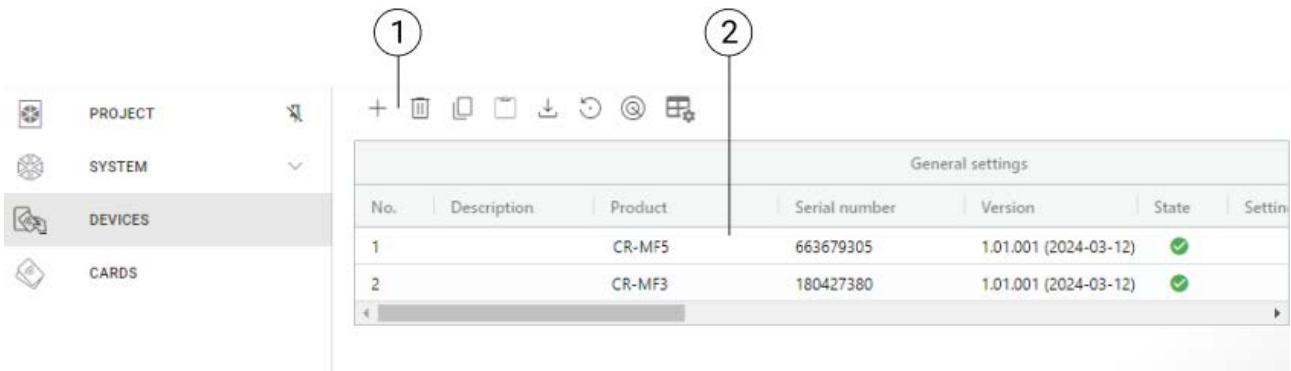 1 2
PROJECT
SYSTEM
DEVICES
CARDS
General settings
No. Description Product Serial number Version State Settin
1 CR-MF5 663679305 1.01.001 (2024-03-12)
2 CR-MF3 180427380 1.01.001 (2024-03-12)